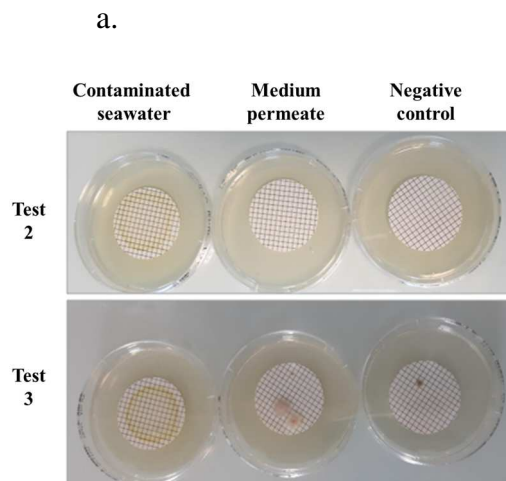 a.
Contaminated
seawater
Medium
permeate
Negative
control
Test
2
Test
3